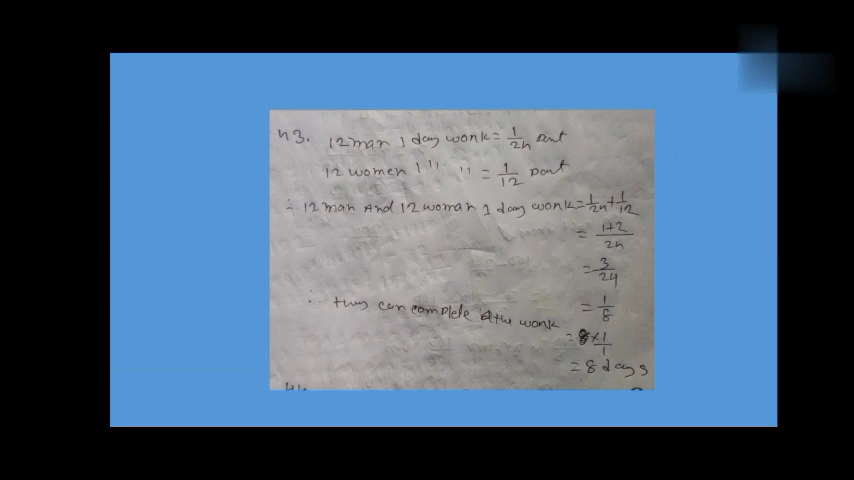 43. 12 man 1 day work = 1/24 part
12 women 1 " " = 1/12 part
∴ 12 man And 12 woman 1 day work = 1/24 + 1/12
= 1+2/24
= 3/24
= 1/8
∴ they can complete the work
= 8 × 1/1
= 8 days
44